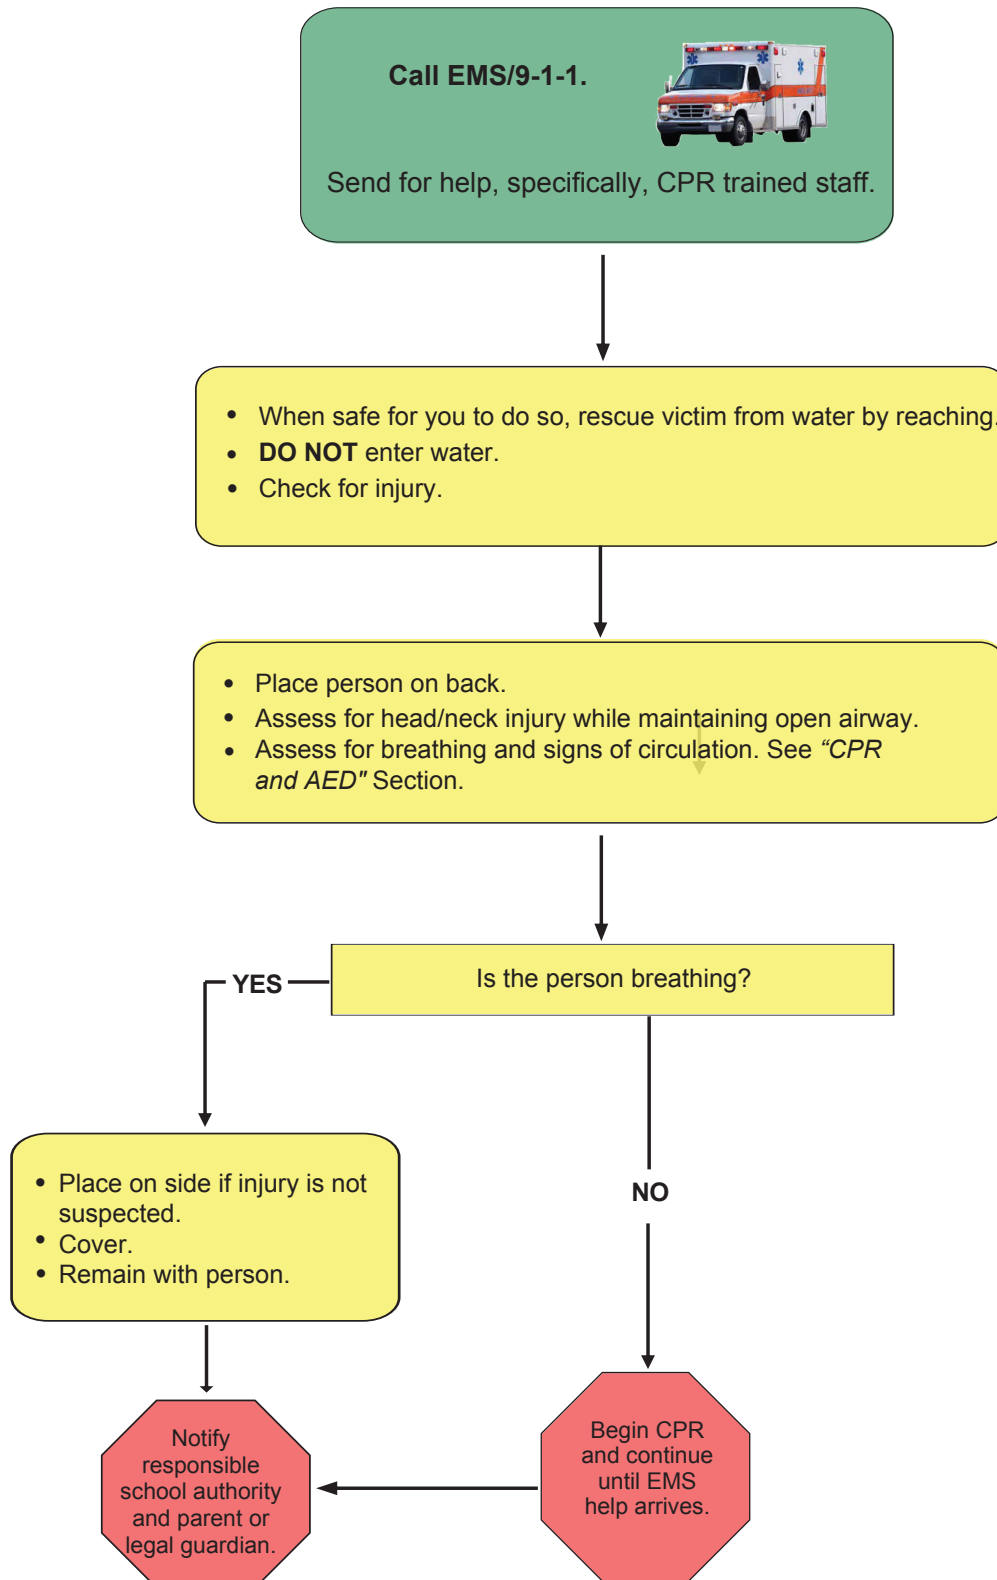 Call EMS/9-1-1.
Send for help, specifically, CPR trained staff.
• When safe for you to do so, rescue victim from water by reaching.
• DO NOT enter water.
• Check for injury.
• Place person on back.
• Assess for head/neck injury while maintaining open airway.
• Assess for breathing and signs of circulation. See “CPR
and AED" Section.
Is the person breathing?
YES
• Place on side if injury is not
suspected.
• Cover.
• Remain with person.
NO
Notify
responsible
school authority
and parent or
legal guardian.
Begin CPR
and continue
until EMS
help arrives.